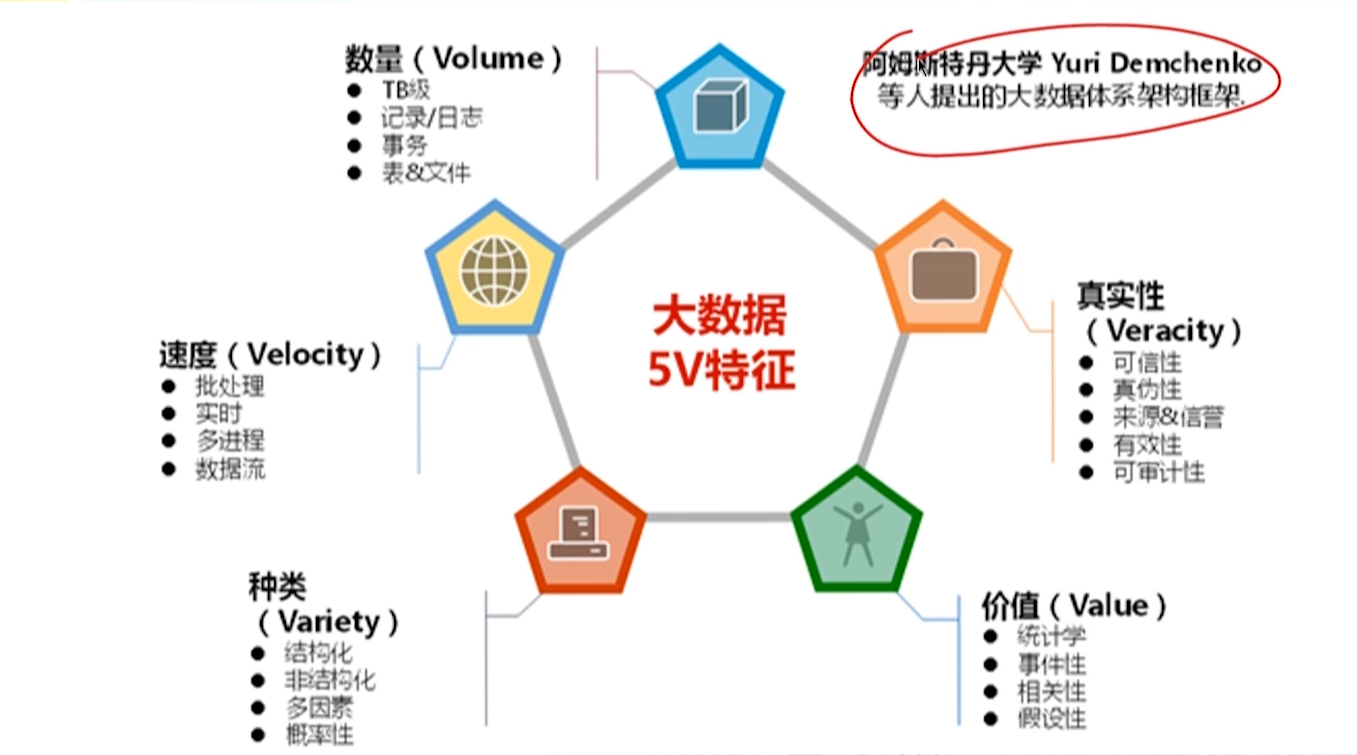 数量（Volume）
TB级
记录/日志
事务
表&文件
阿姆斯特丹大学 Yuri Demchenko
等人提出的大数据体系架构框架.
大数据
5V特征
真实性
（Veracity）
可信性
真伪性
来源&信誉
有效性
可审计性
速度（Velocity）
批处理
实时
多进程
数据流
种类
（Variety）
结构化
非结构化
多因素
概率性
价值（Value）
统计学
事件性
相关性
假设性